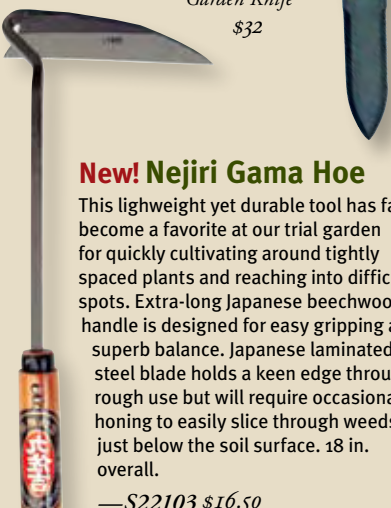 Garden Knife
$32
New! Nejiri Gama Hoe
This lighweight yet durable tool has fa
become a favorite at our trial garden
for quickly cultivating around tightly
spaced plants and reaching into diffic
spots. Extra-long Japanese beechwoo
handle is designed for easy gripping a
superb balance. Japanese laminated
steel blade holds a keen edge throu
rough use but will require occasiona
honing to easily slice through weeds
just below the soil surface. 18 in.
overall.
—S22103 $16.50